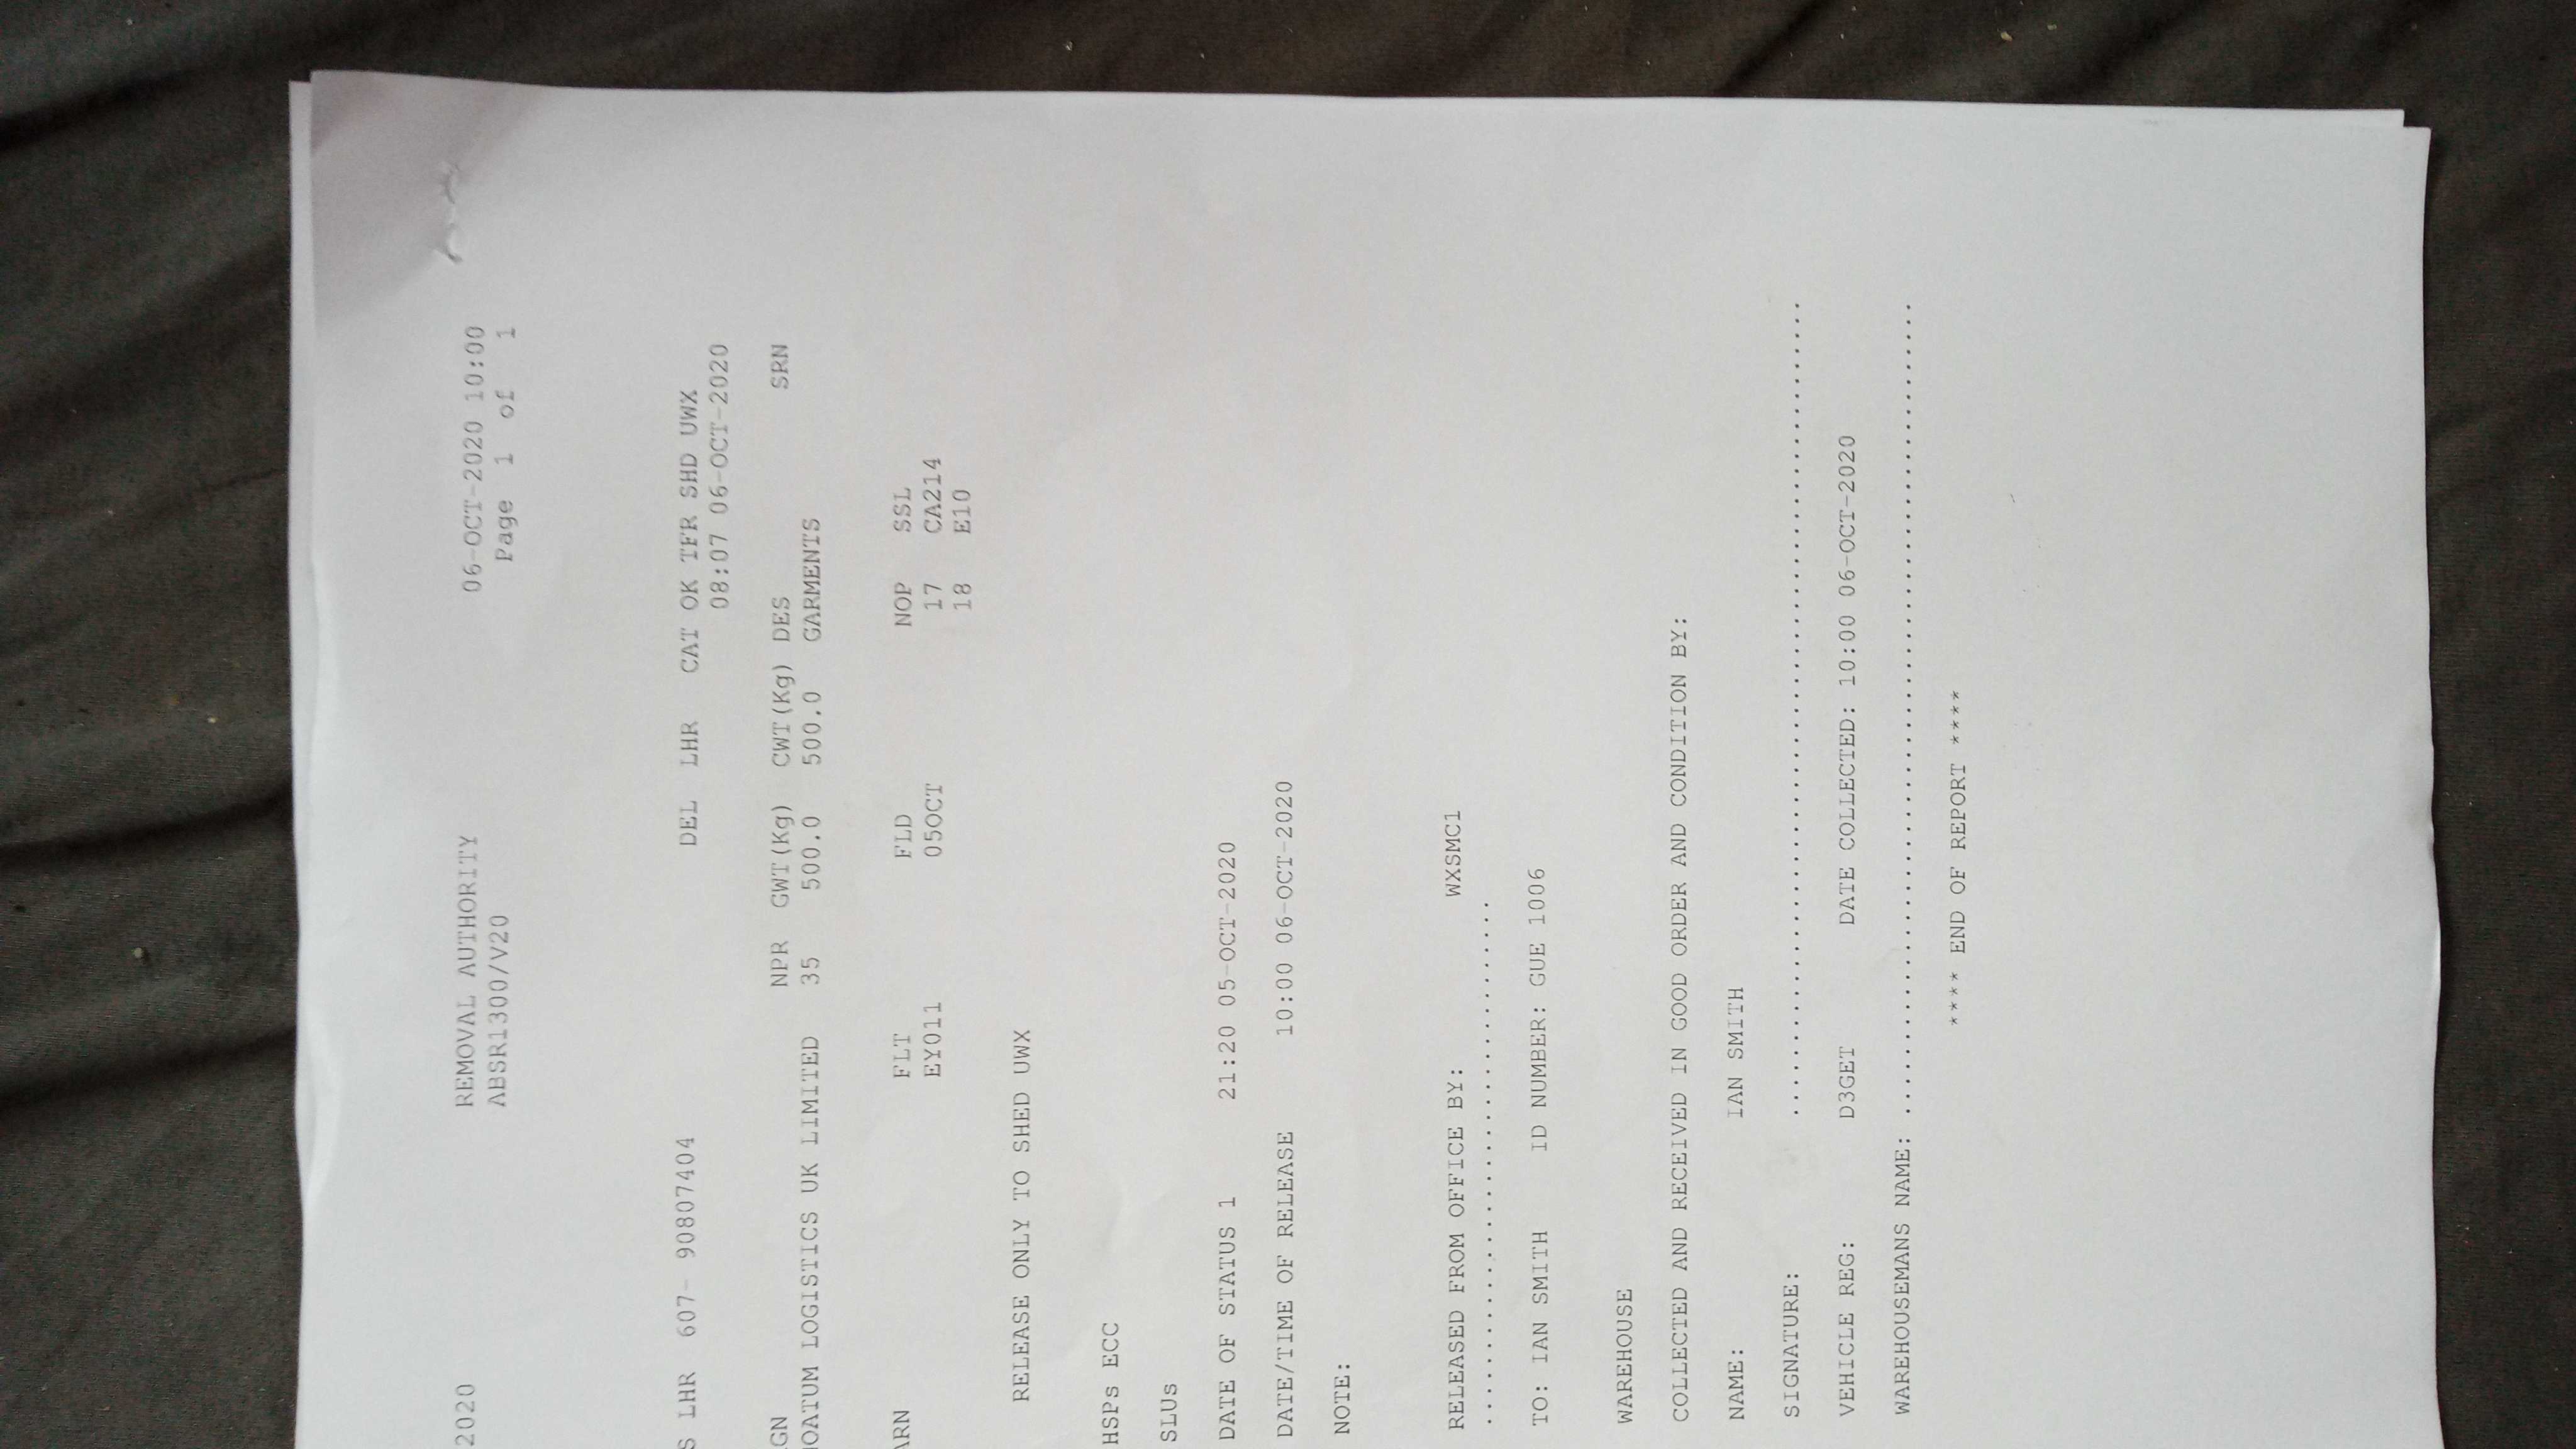 2020 REMOVAL AUTHORITY 06-OCT-2020 10:00
ABSR1300/V20 Page 1 of 1
S LHR 607- 90807404 DEL LHR CAT OK TFR SHD UWX
08:07 06-OCT-2020
GN NPR GWT(Kg) CWT(Kg) DES SRN
NOATUM LOGISTICS UK LIMITED 35 500.0 500.0 GARMENTS
ARN FLT FLD NOP SSL
EY011 05OCT 17 CA214
18 E10
RELEASE ONLY TO SHED UWX
HSPs ECC
SLUs
DATE OF STATUS 1 21:20 05-OCT-2020
DATE/TIME OF RELEASE 10:00 06-OCT-2020
NOTE:
RELEASED FROM OFFICE BY: WXSMC1
..........................................
TO: IAN SMITH ID NUMBER: GUE 1006
WAREHOUSE
COLLECTED AND RECEIVED IN GOOD ORDER AND CONDITION BY:
NAME: IAN SMITH
SIGNATURE: ................................................................
VEHICLE REG: D3GET DATE COLLECTED: 10:00 06-OCT-2020
WAREHOUSEMANS NAME: ................................................................
**** END OF REPORT ****